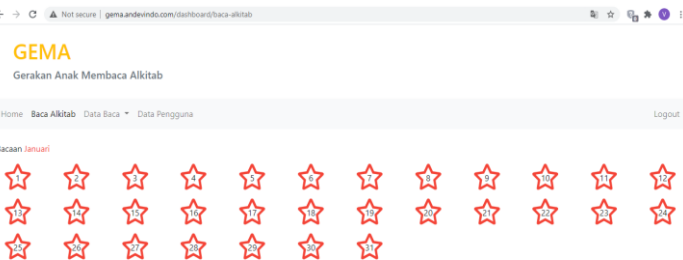 Not secure | gema.andevindo.com/dashboard/baca-alkitab
GEMA
Gerakan Anak Membaca Alkitab
Home Baca Alkitab Data Baca Data Pengguna Logout
Bacaan Januari
1 2 3 4 5 6 7 8 9 10 11 12
13 14 15 16 17 18 19 20 21 22 23 24
25 26 27 28 29 30 31